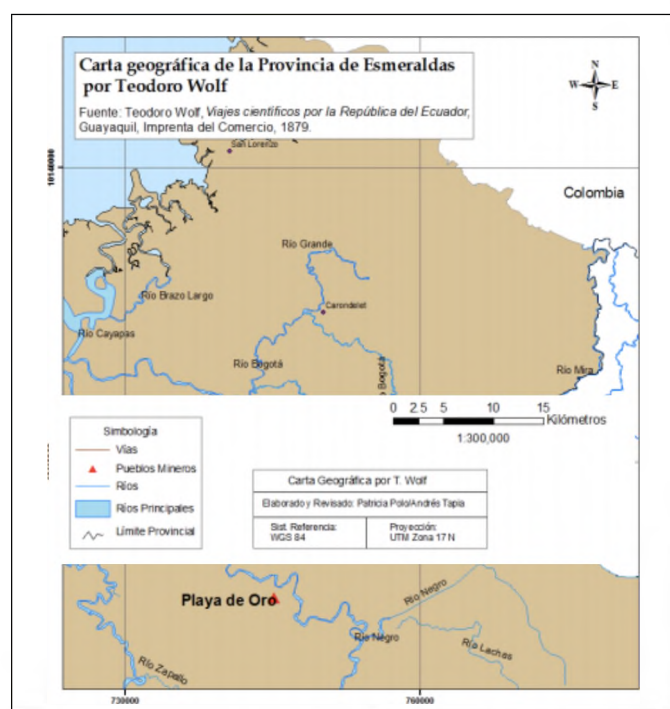 Carta geográfica de la Provincia de Esmeraldas
por Teodoro Wolf
Fuente: Teodoro Wolf, Viajes científicos por la República del Ecuador,
Guayaquil, Imprenta del Comercio, 1879.
N
W E
S
San Lorenzo
10140000
Colombia
Río Grande
Río Brazo Largo
Carondelet
Río Cayapas
Río Bogotá
o Bogotá
Río Mira
0 2.5 5 10 15
Kilómetros
1:300,000
Simbología
Vías
Pueblos Mineros
Ríos
Ríos Principales
Límite Provincial
Carta Geográfica por T. Wolf
Elaborado y Revisado: Patricia Polo/Andrés Tapia
Sist. Referencia:
WGS 84
Proyección:
UTM Zona 17 N
Playa de Oro
Río Negro
Río Negro
Río Lachas
Río Zapallo
730000
760000